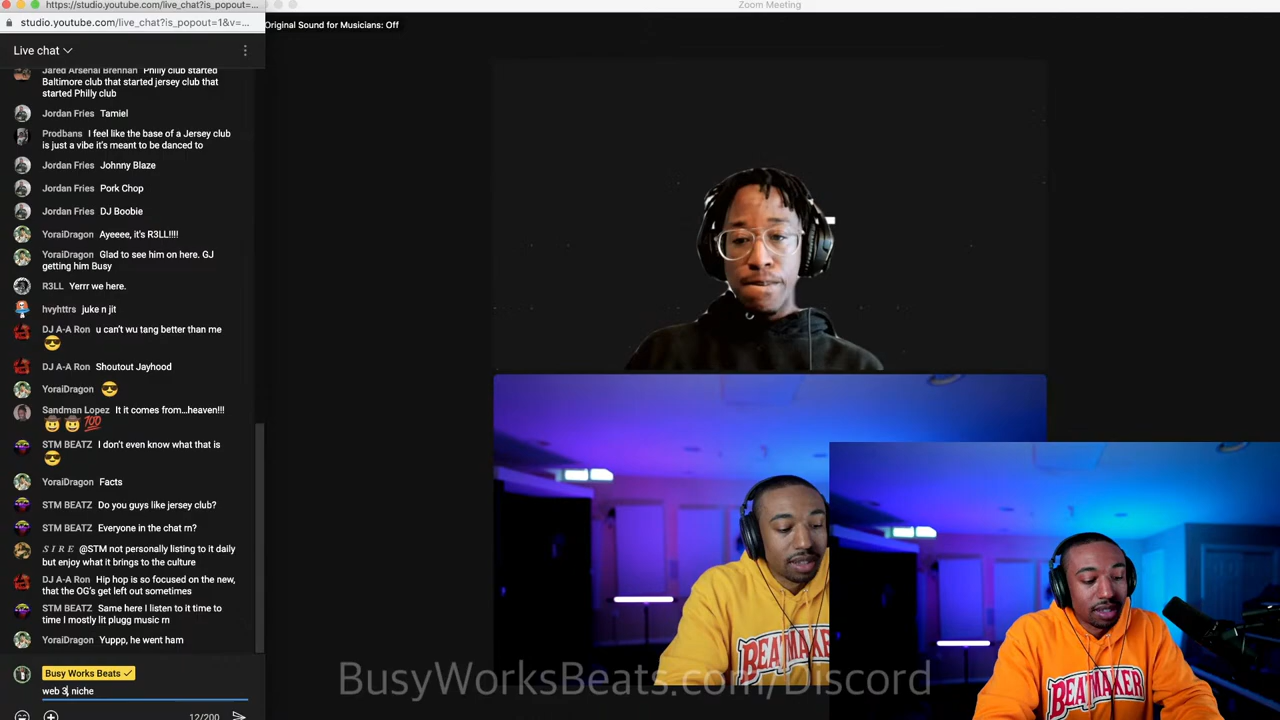 https://studio.youtube.com/live_chat?is_popout=...
Zoom Meeting
studio.youtube.com/live_chat?is_popout=1&v=...
Original Sound for Musicians: Off
Live chat
Jared Arsenal Brennan Philly club started
Baltimore club that started jersey club that
started Philly club
Jordan Fries Tamiel
Prodbans I feel like the base of a Jersey club
is just a vibe it's meant to be danced to
Jordan Fries Johnny Blaze
Jordan Fries Pork Chop
Jordan Fries DJ Boobie
YoraiDragon Ayeeee, it's R3LL!!!!
YoraiDragon Glad to see him on here. GJ
getting him Busy
R3LL Yerrr we here.
hvyhttrs juke n jit
DJ A-A Ron u can't wu tang better than me
😎
DJ A-A Ron Shoutout Jayhood
YoraiDragon 😎
Sandman Lopez It it comes from...heaven!!!
🤠 🤠 💯
STM BEATZ I don't even know what that is
😎
YoraiDragon Facts
STM BEATZ Do you guys like jersey club?
STM BEATZ Everyone in the chat rn?
S I R E @STM not personally listing to it daily
but enjoy what it brings to the culture
DJ A-A Ron Hip hop is so focused on the new,
that the OG's get left out sometimes
STM BEATZ Same here I listen to it time to
time I mostly lit plugg music rn
YoraiDragon Yuppp, he went ham
Busy Works Beats
web 3, niche
12/200
BEATMAKER
BEATMAKER
BusyWorksBeats.com/Discord